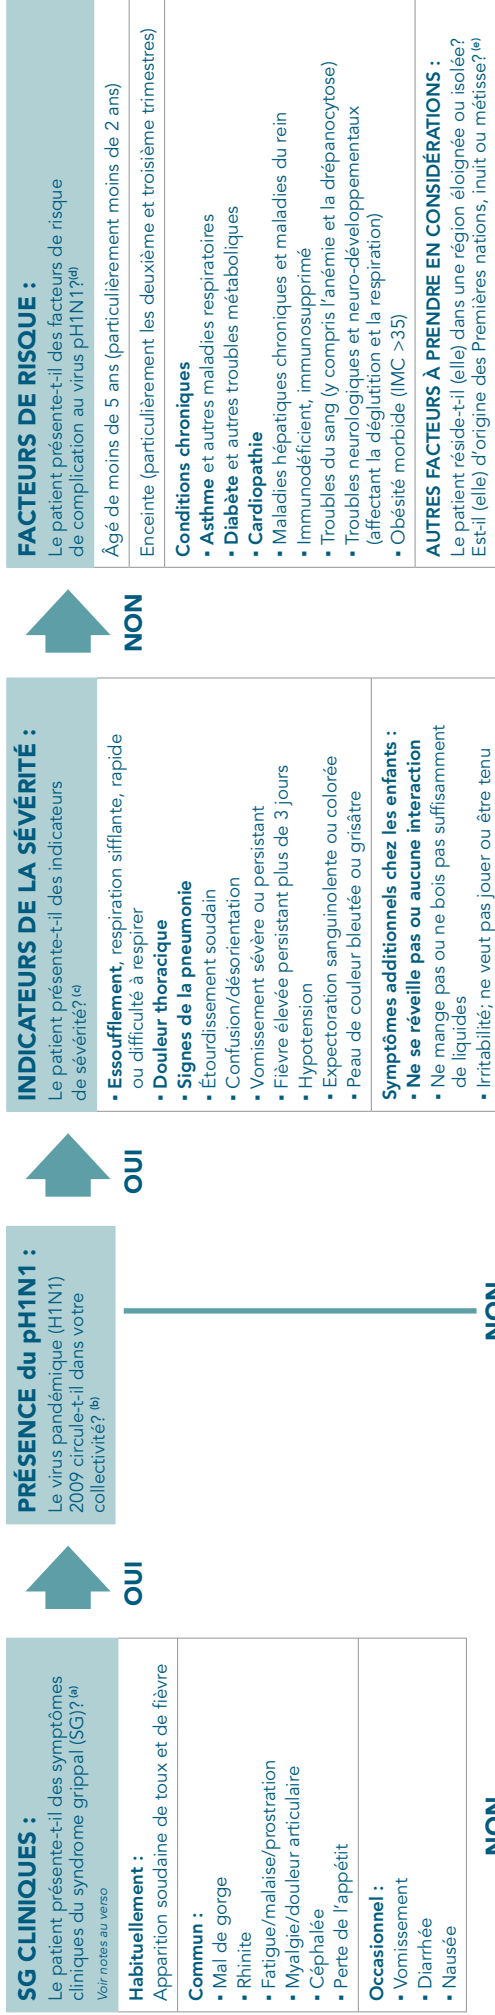 SG CLINIQUES :
Le patient présente-t-il des symptômes
cliniques du syndrome grippal (SG)? (a)
Voir notes au verso
Habituellement :
Apparition soudaine de toux et de fièvre
Commun :
▪ Mal de gorge
▪ Rhinite
▪ Fatigue/malaise/prostration
▪ Myalgie/douleur articulaire
▪ Céphalée
▪ Perte de l'appétit
Occasionnel :
▪ Vomissement
▪ Diarrhée
▪ Nausée
NON
OUI
PRÉSENCE du pH1N1 :
Le virus pandémique (H1N1)
2009 circule-t-il dans votre
collectivité? (b)
NON
OUI
INDICATEURS DE LA SÉVÉRITÉ :
Le patient présente-t-il des indicateurs
de sévérité? (c)
▪ Essoufflement, respiration sifflante, rapide
ou difficulté à respirer
▪ Douleur thoracique
▪ Signes de la pneumonie
▪ Étourdissement soudain
▪ Confusion/désorientation
▪ Vomissement sévère ou persistant
▪ Fièvre élevée persistant plus de 3 jours
▪ Hypotension
▪ Expectoration sanguinolente ou colorée
▪ Peau de couleur bleutée ou grisâtre
Symptômes additionnels chez les enfants :
▪ Ne se réveille pas ou aucune interaction
▪ Ne mange pas ou ne bois pas suffisamment
de liquides
▪ Irritabilité; ne veut pas jouer ou être tenu
NON
FACTEURS DE RISQUE :
Le patient présente-t-il des facteurs de risque
de complication au virus pH1N1?(d)
Âgé de moins de 5 ans (particulièrement moins de 2 ans)
Enceinte (particulièrement les deuxième et troisième trimestres)
Conditions chroniques
▪ Asthme et autres maladies respiratoires
▪ Diabète et autres troubles métaboliques
▪ Cardiopathie
▪ Maladies hépatiques chroniques et maladies du rein
▪ Immunodéficient, immunosupprimé
▪ Troubles du sang (y compris l'anémie et la drépanocytose)
▪ Troubles neurologiques et neuro-développementaux
(affectant la déglutition et la respiration)
▪ Obésité morbide (IMC >35)
AUTRES FACTEURS À PRENDRE EN CONSIDÉRATIONS :
Le patient réside-t-il (elle) dans une région éloignée ou isolée?
Est-il (elle) d'origine des Premières nations, inuit ou métisse? (e)